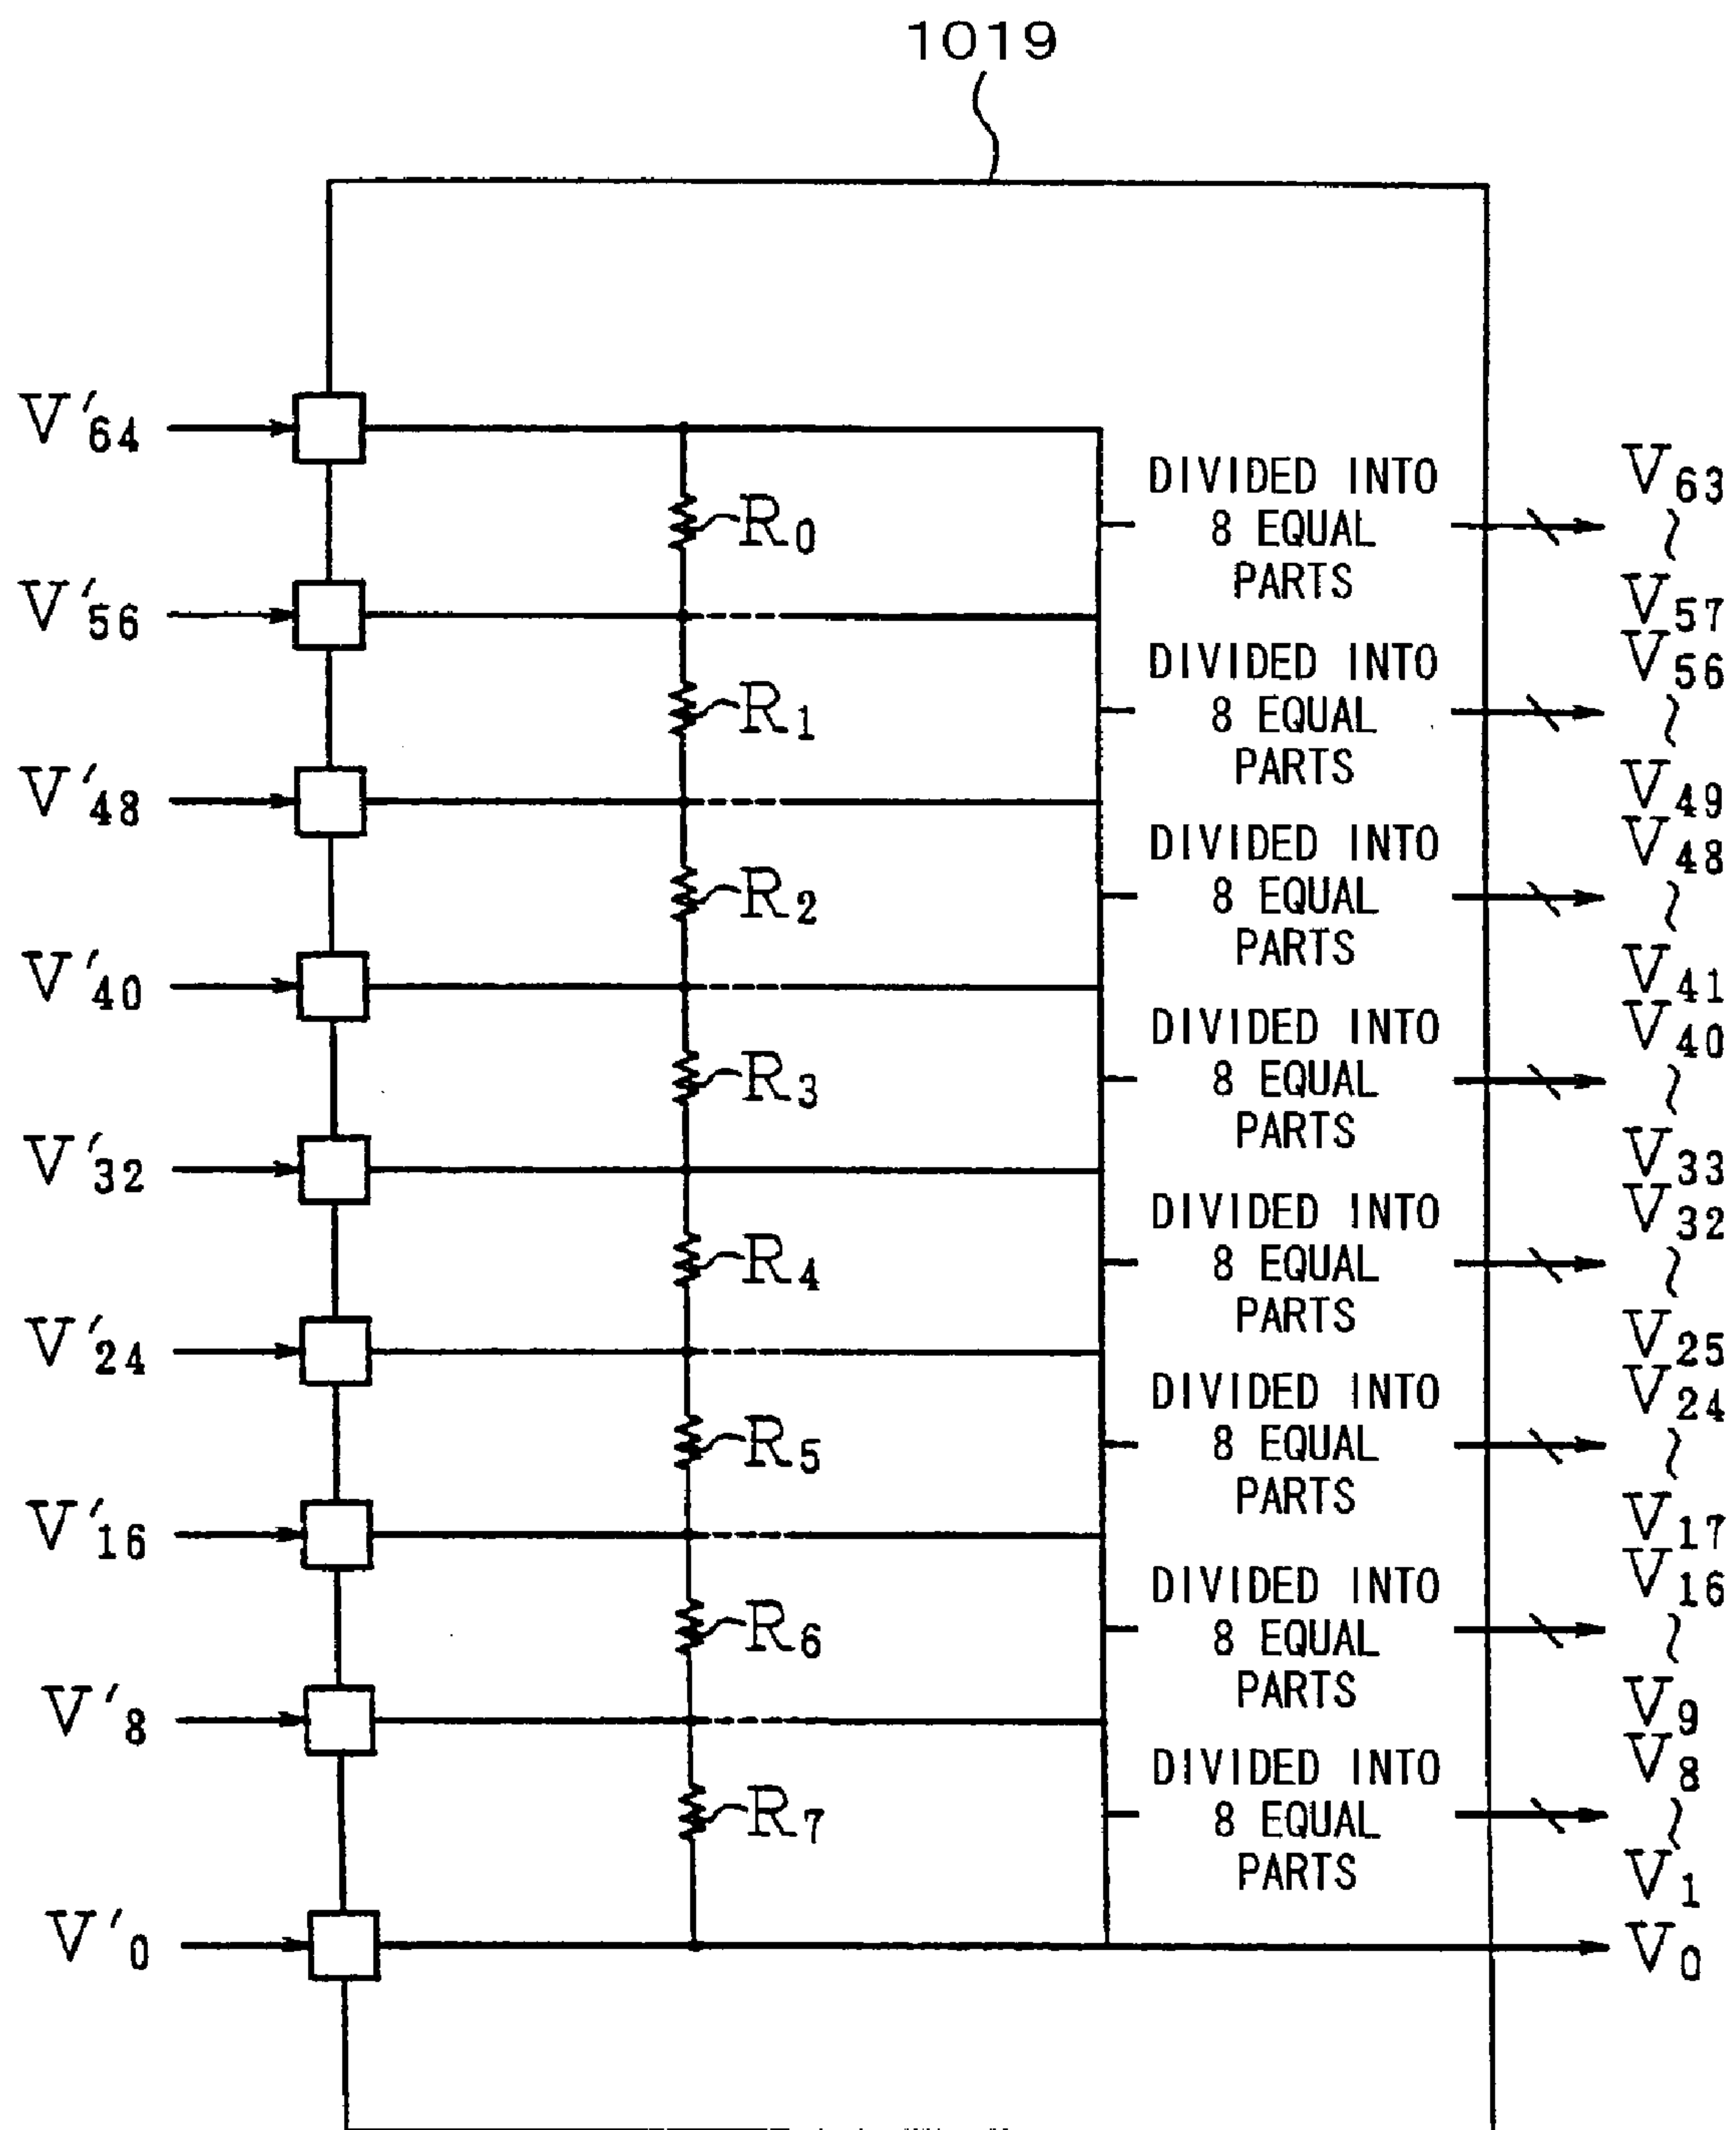 1019
V'64
R0
DIVIDED INTO
8 EQUAL
PARTS
V63
~
V57
V'56
R1
DIVIDED INTO
8 EQUAL
PARTS
V56
~
V49
V'48
R2
DIVIDED INTO
8 EQUAL
PARTS
V48
~
V41
V'40
R3
DIVIDED INTO
8 EQUAL
PARTS
V40
~
V33
V'32
R4
DIVIDED INTO
8 EQUAL
PARTS
V32
~
V25
V'24
R5
DIVIDED INTO
8 EQUAL
PARTS
V24
~
V17
V'16
R6
DIVIDED INTO
8 EQUAL
PARTS
V16
~
V9
V'8
R7
DIVIDED INTO
8 EQUAL
PARTS
V8
~
V1
V'0
V0